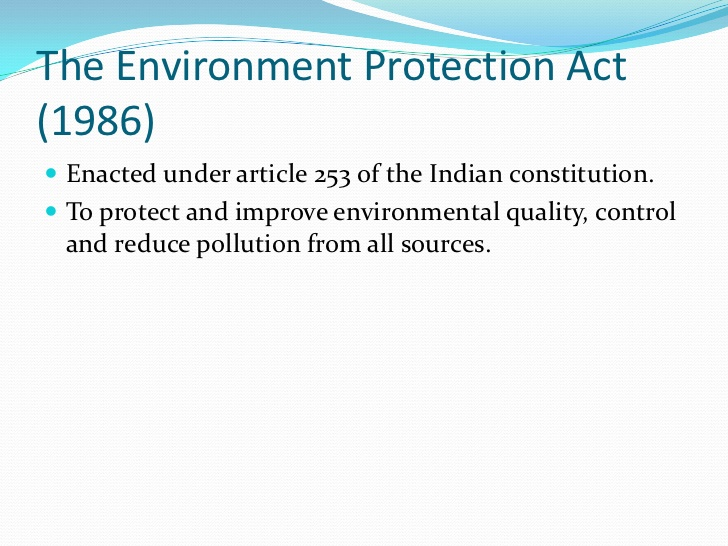 The Environment Protection Act
(1986)
• Enacted under article 253 of the Indian constitution.
• To protect and improve environmental quality, control
and reduce pollution from all sources.